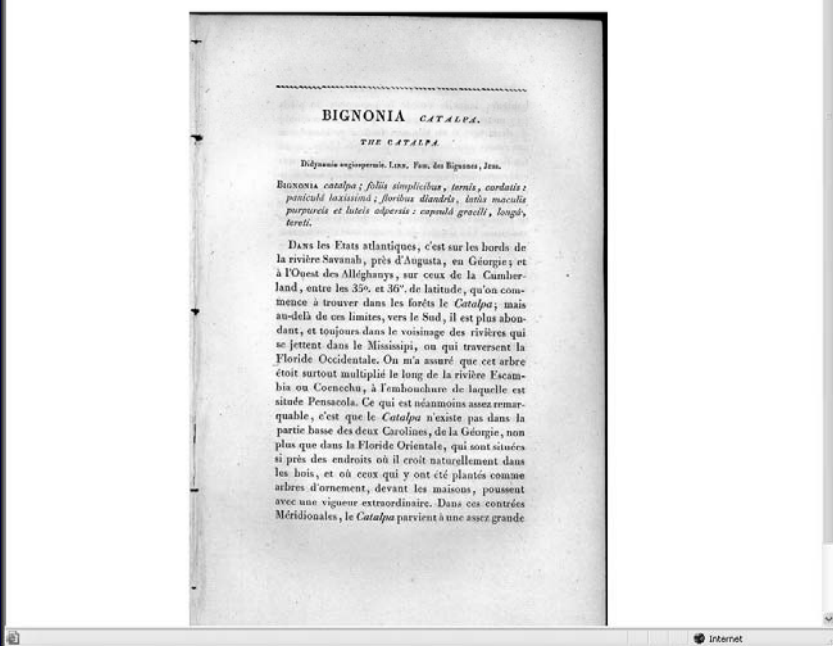 BIGNONIA CATALPA.
THE CATALPA.
Didynamie angiospermie. LINN. Fam. des Bignones, JUSS.
BIGNONIA catalpa; foliis simplicibus, ternis, cordatis:
paniculâ laxissimâ; floribus diandris, intùs maculis
purpureis et luteis adpersis: capsulâ gracili, longâ,
tereti.
DANS les Etats atlantiques, c'est sur les bords de
la rivière Savanah, près d'Augusta, en Géorgie; et
à l'Ouest des Alléghanys, sur ceux de la Cumber-
land, entre les 35º. et 36º. de latitude, qu'on com-
mence à trouver dans les forêts le Catalpa; mais
au-delà de ces limites, vers le Sud, il est plus abon-
dant, et toujours dans le voisinage des rivières qui
se jettent dans le Mississipi, ou qui traversent la
Floride Occidentale. On m'a assuré que cet arbre
étoit surtout multiplié le long de la rivière Escam-
bia ou Coenechu, à l'embouchure de laquelle est
située Pensacola. Ce qui est néanmoins assez remar-
quable, c'est que le Catalpa n'existe pas dans la
partie basse des deux Carolines, de la Géorgie, non
plus que dans la Floride Orientale, qui sont situées
si près des endroits où il croît naturellement dans
les bois, et où ceux qui y ont été plantés comme
arbres d'ornement, devant les maisons, poussent
avec une vigueur extraordinaire. Dans ces contrées
Méridionales, le Catalpa parvient à une assez grande
Internet